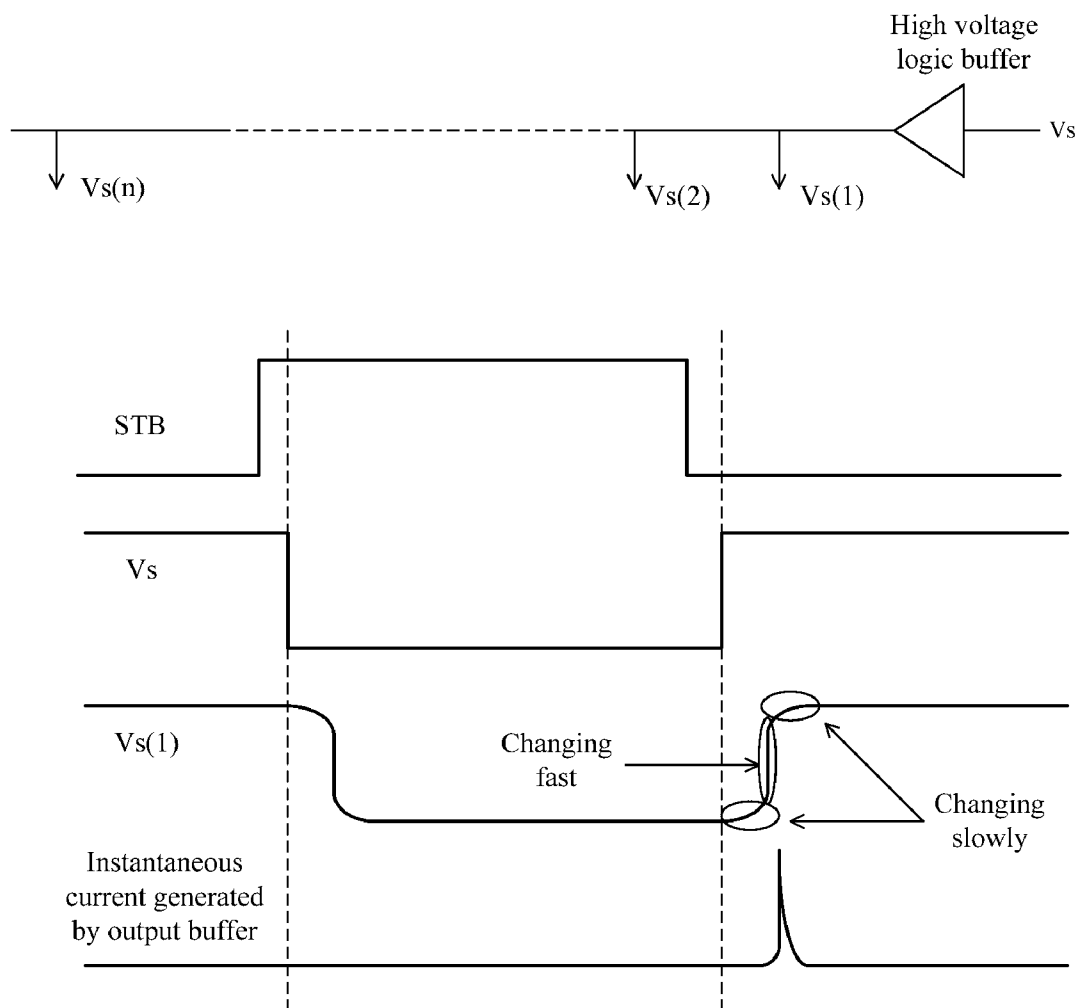 High voltage
logic buffer
Vs
Vs(n)
Vs(2)
Vs(1)
STB
Vs
Vs(1)
Changing
fast
Changing
slowly
Instantaneous
current generated
by output buffer